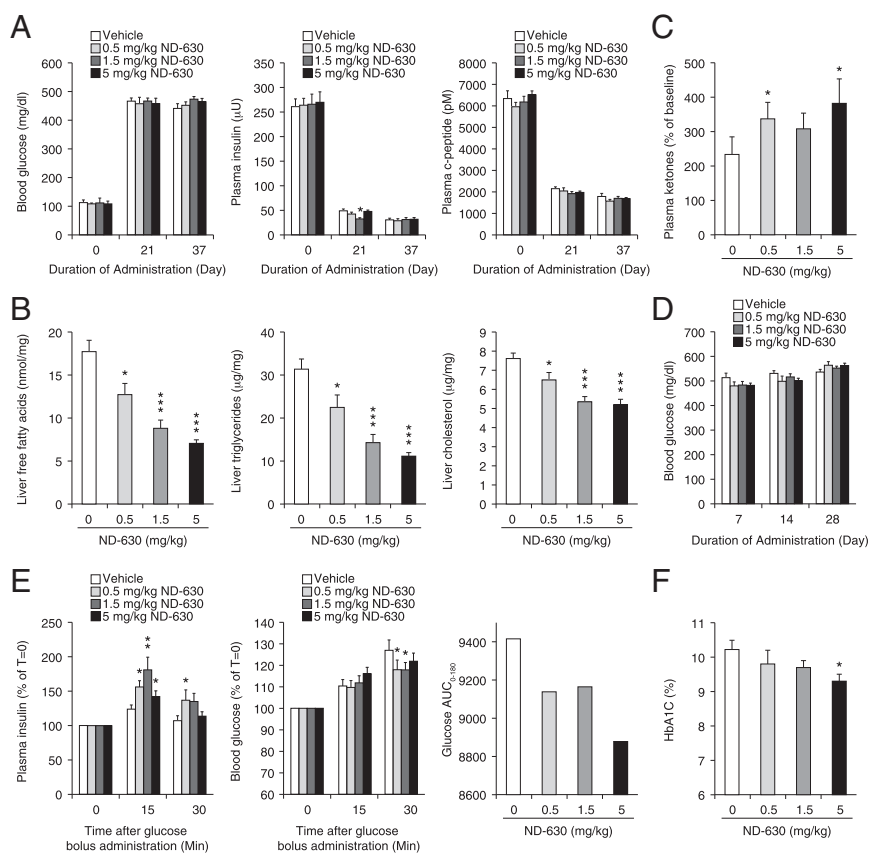 A
Vehicle
0.5 mg/kg ND-630
1.5 mg/kg ND-630
5 mg/kg ND-630
Blood glucose (mg/dl)
600
500
400
300
200
100
0
0 21 37
Duration of Administration (Day)
Vehicle
0.5 mg/kg ND-630
1.5 mg/kg ND-630
5 mg/kg ND-630
Plasma insulin (μU)
350
300
250
200
150
100
50
0
*
0 21 37
Duration of Administration (Day)
Vehicle
0.5 mg/kg ND-630
1.5 mg/kg ND-630
5 mg/kg ND-630
Plasma c-peptide (pM)
8000
7000
6000
5000
4000
3000
2000
1000
0
0 21 37
Duration of Administration (Day)
C
Plasma ketones (% of baseline)
500
400
300
200
100
0
* *
0 0.5 1.5 5
ND-630 (mg/kg)
B
Liver free fatty acids (nmol/mg)
20
15
10
5
0
* *** ***
0 0.5 1.5 5
ND-630 (mg/kg)
Liver triglycerides (μg/mg)
40
30
20
10
0
* *** ***
0 0.5 1.5 5
ND-630 (mg/kg)
Liver cholesterol (μg/mg)
9
8
7
6
5
4
3
2
1
0
* *** ***
0 0.5 1.5 5
ND-630 (mg/kg)
D
Vehicle
0.5 mg/kg ND-630
1.5 mg/kg ND-630
5 mg/kg ND-630
Blood glucose (mg/dl)
700
600
500
400
300
200
100
0
7 14 28
Duration of Administration (Day)
E
Vehicle
0.5 mg/kg ND-630
1.5 mg/kg ND-630
5 mg/kg ND-630
Plasma insulin (% of T=0)
250
200
150
100
50
0
* ** * *
0 15 30
Time after glucose
bolus administration (Min)
Vehicle
0.5 mg/kg ND-630
1.5 mg/kg ND-630
5 mg/kg ND-630
Blood glucose (% of T=0)
140
130
120
110
100
90
80
70
60
* *
0 15 30
Time after glucose
bolus administration (Min)
Glucose AUC0-180
9400
9200
9000
8800
8600
0 0.5 1.5 5
ND-630 (mg/kg)
F
HbA1C (%)
11
10
9
8
7
6
*
0 0.5 1.5 5
ND-630 (mg/kg)